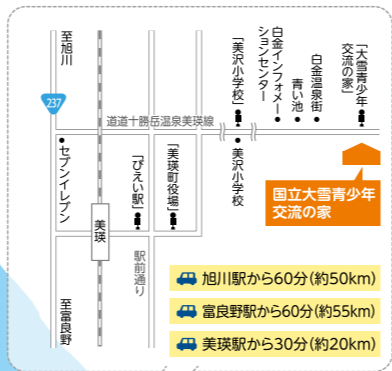 至旭川
237
道道十勝岳温泉美瑛線
セブンイレブン
美瑛
至富良野
「びえい駅」
駅前通り
「美瑛町役場」
「美沢小学校」
美沢小学校
白金インフォメー
ションセンター
青い池
白金温泉街
「大雪青少年
交流の家」
国立大雪青少年
交流の家
旭川駅から60分(約50km)
富良野駅から60分(約55km)
美瑛駅から30分(約20km)